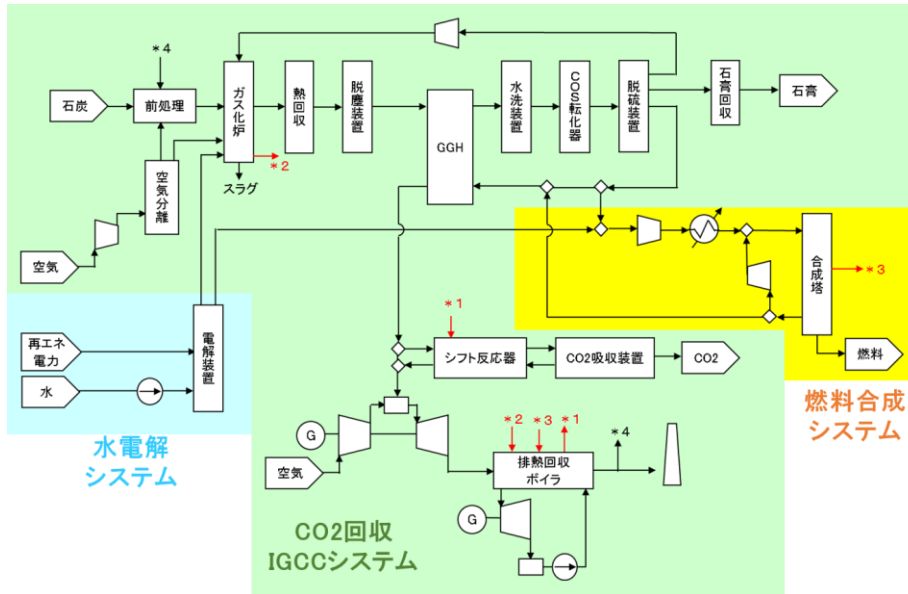 *4
石炭
前処理
ガス化炉
熱回収
脱塵装置
GGH
水洗装置
COS転化器
脱硫装置
石膏回収
石膏
*2
スラグ
空気分離
空気
再エネ
電力
水
電解装置
水電解
システム
合成塔
*3
燃料
燃料合成
システム
*1
シフト反応器
CO2吸収装置
CO2
G
空気
*2
*3
*1
*4
排熱回収
ボイラ
G
CO2回収
IGCCシステム